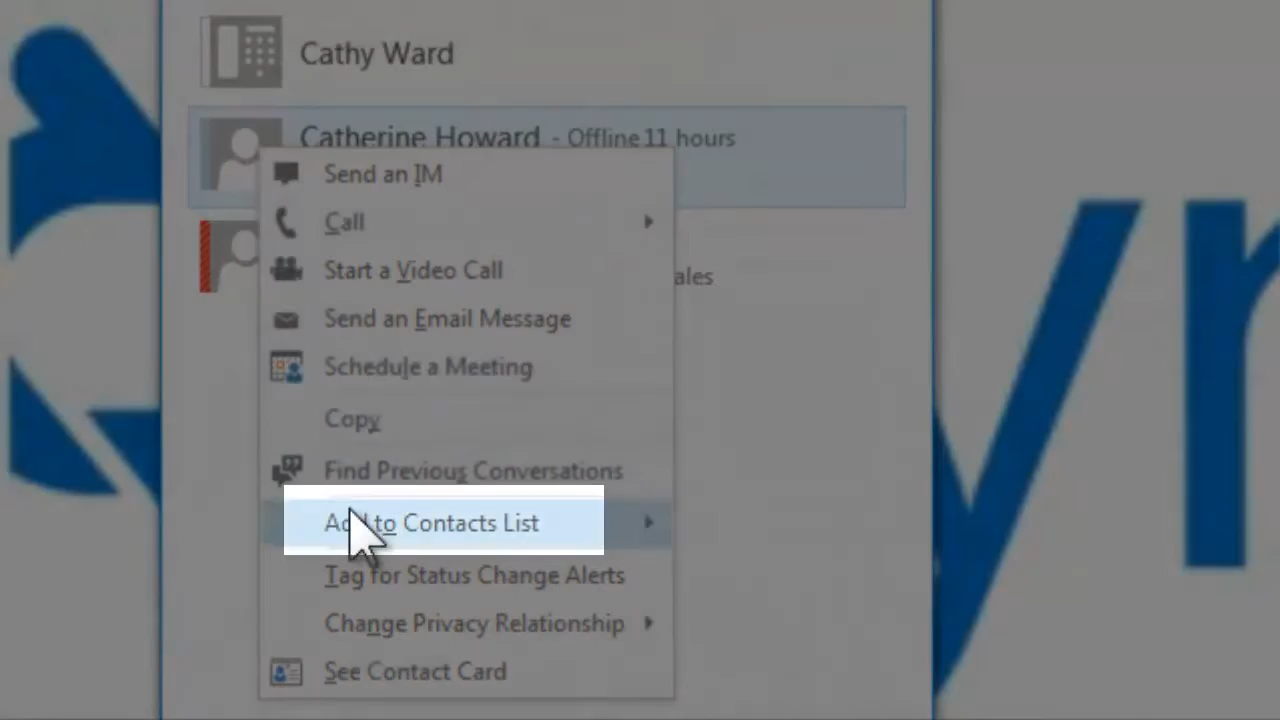 Cathy Ward
Catherine Howard - Offline 11 hours
Send an IM
Call
Start a Video Call
ales
Send an Email Message
Schedule a Meeting
Copy
Find Previous Conversations
Add to Contacts List
Tag for Status Change Alerts
Change Privacy Relationship
See Contact Card